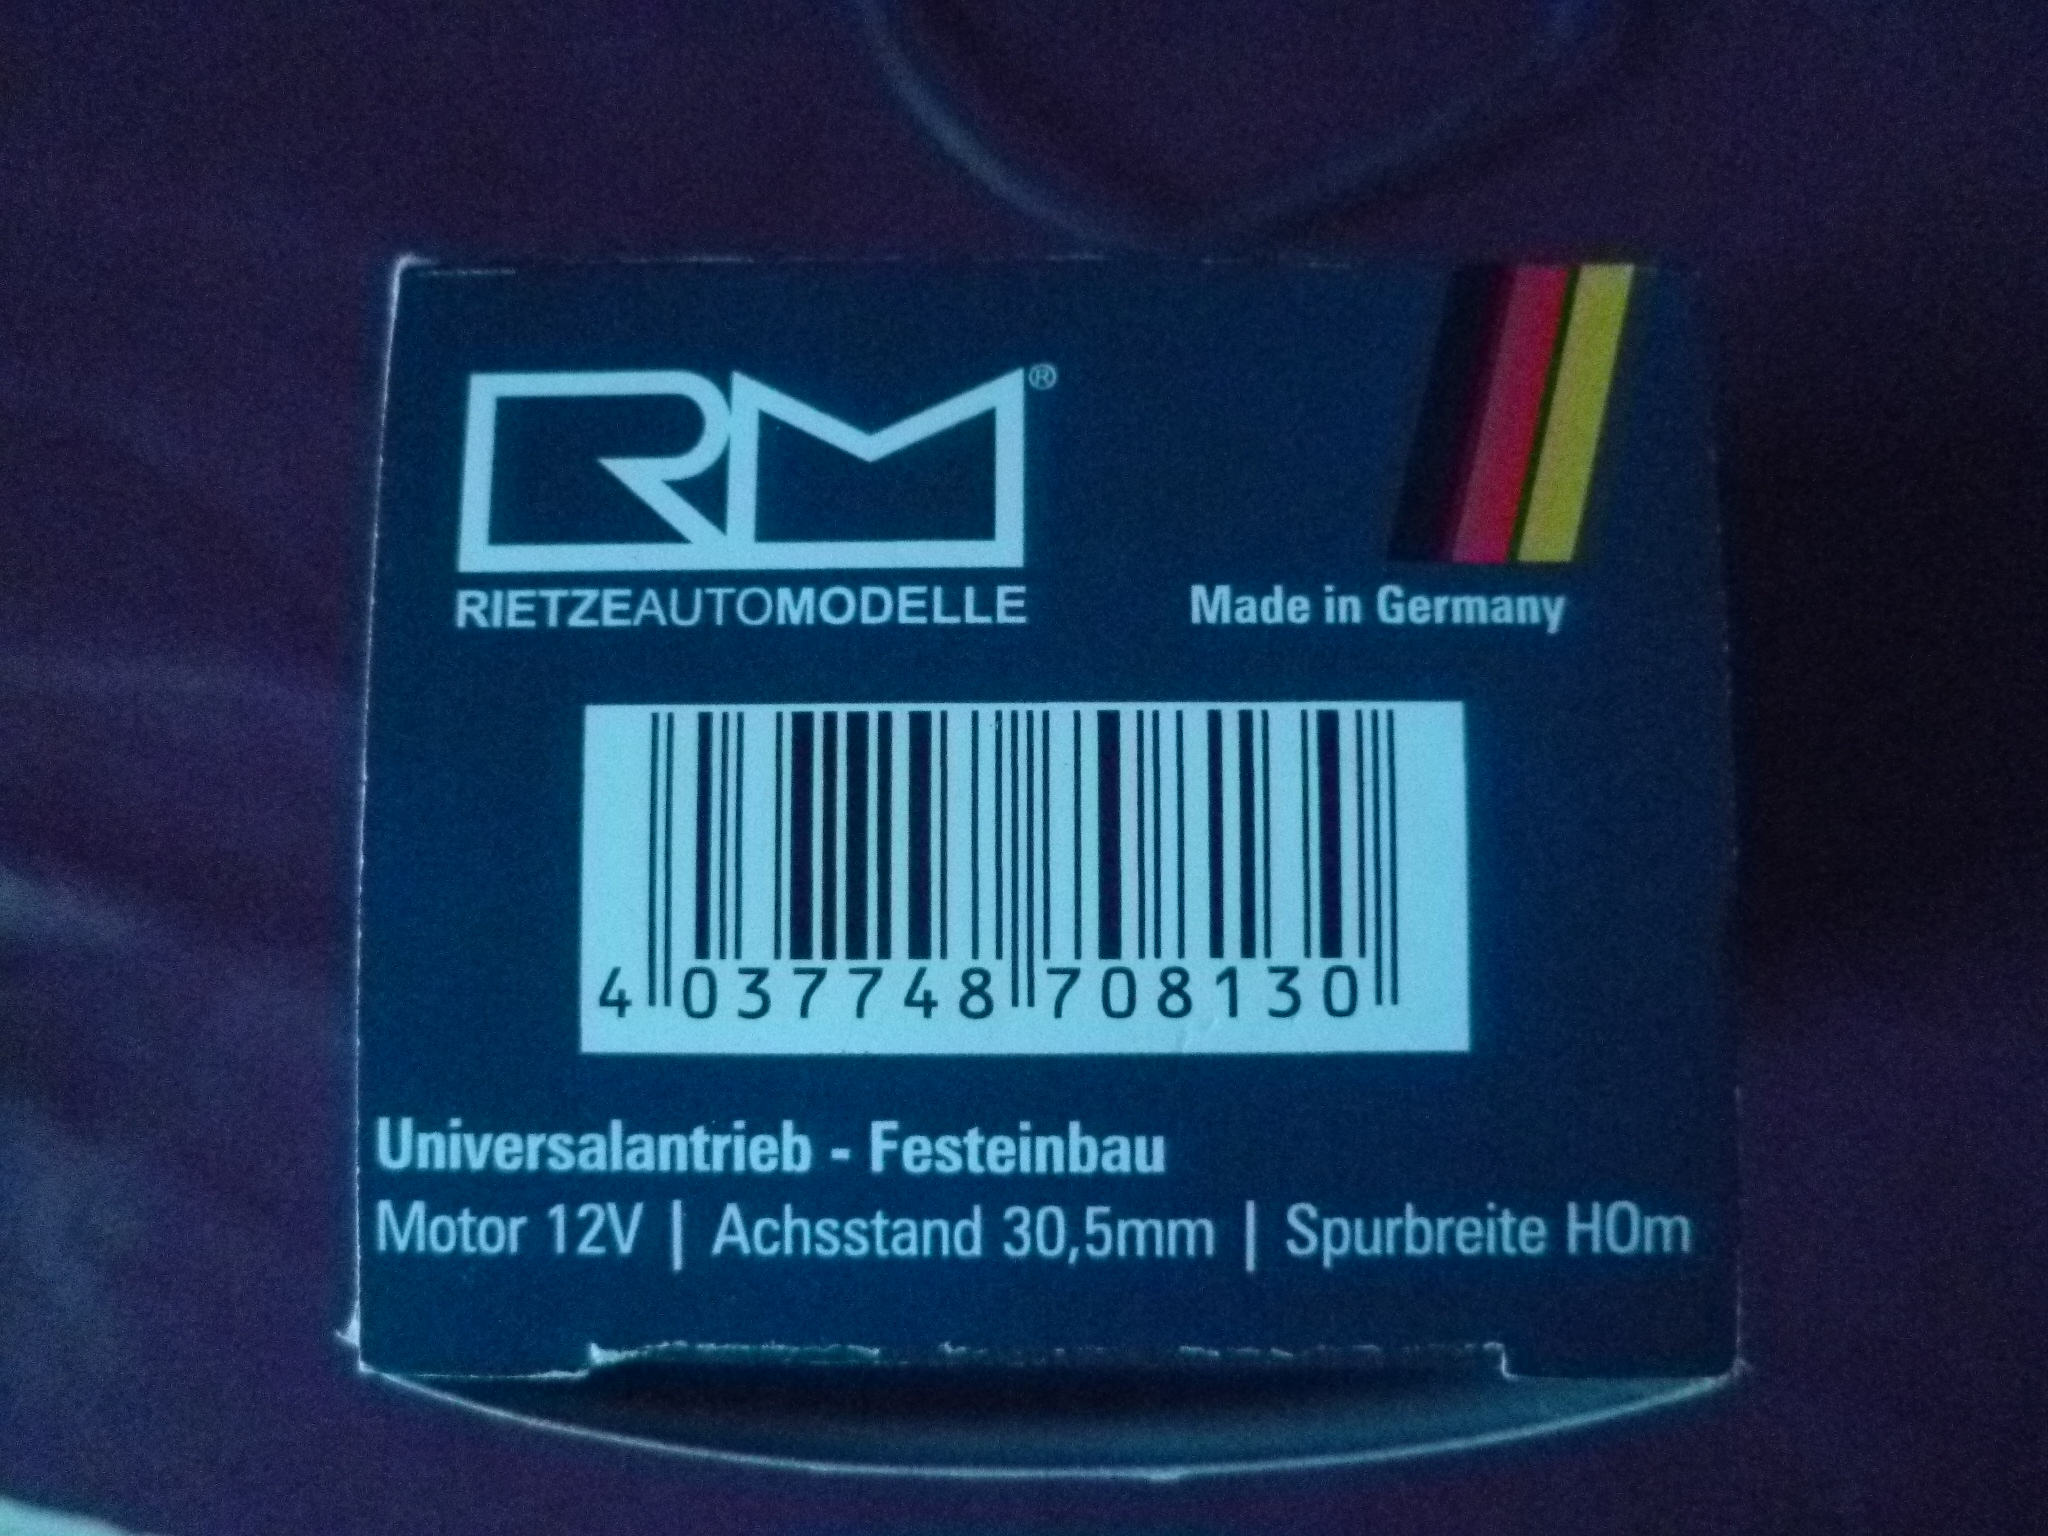 RM®
RIETZEAUTOMODELLE
Made in Germany
4 037748 708130
Universalantrieb - Festeinbau
Motor 12V | Achsstand 30,5mm | Spurbreite H0m